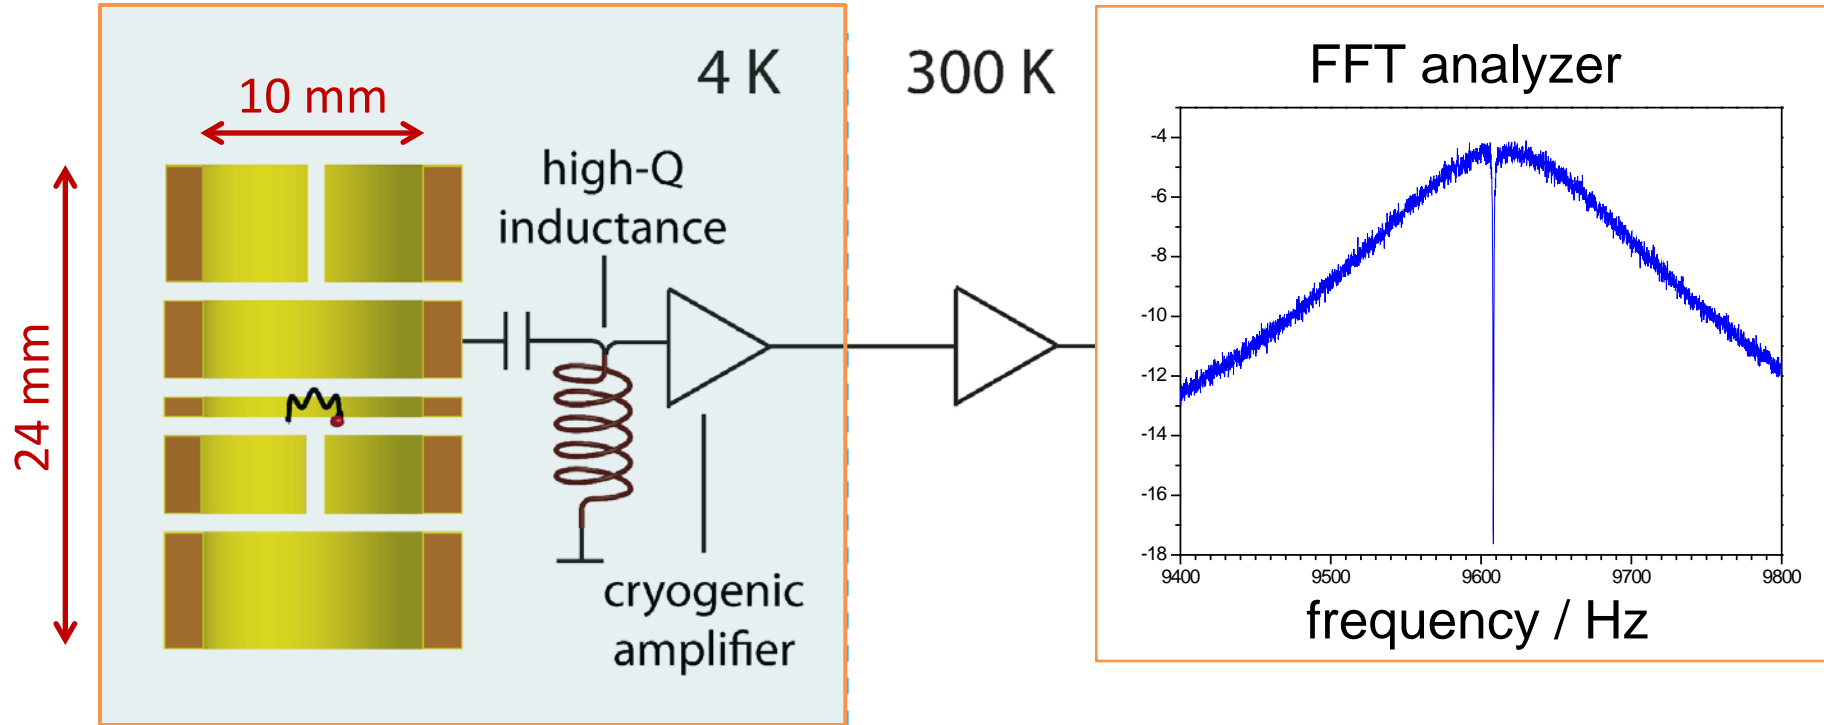 4 K
300 K
10 mm
24 mm
high-Q
inductance
cryogenic
amplifier
FFT analyzer
-4
-6
-8
-10
-12
-14
-16
-18
9400 9500 9600 9700 9800
frequency / Hz